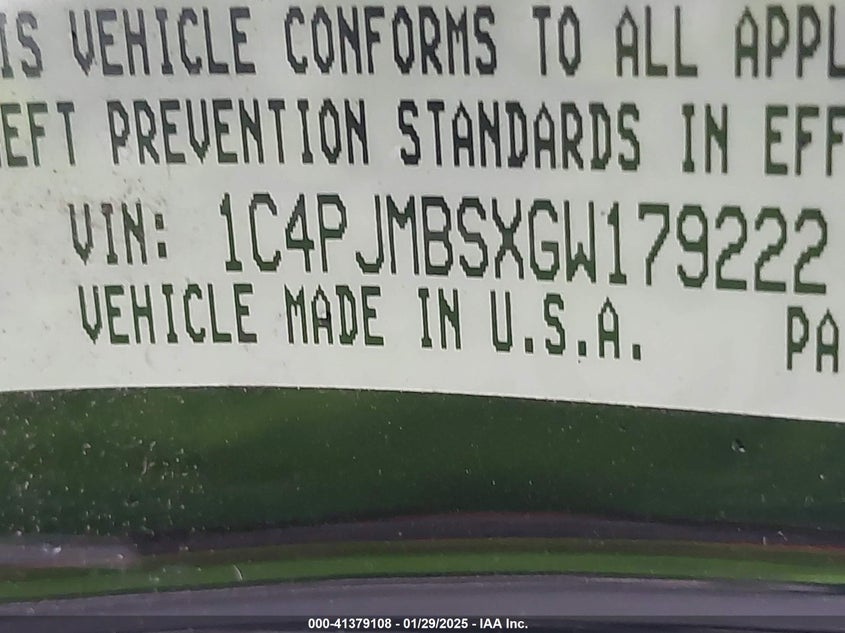 IS VEHICLE CONFORMS TO ALL APPL
EFT PREVENTION STANDARDS IN EFF
VIN: 1C4PJMBSXGW179222
VEHICLE MADE IN U.S.A. PA
000-41379108 - 01/29/2025 - IAA Inc.